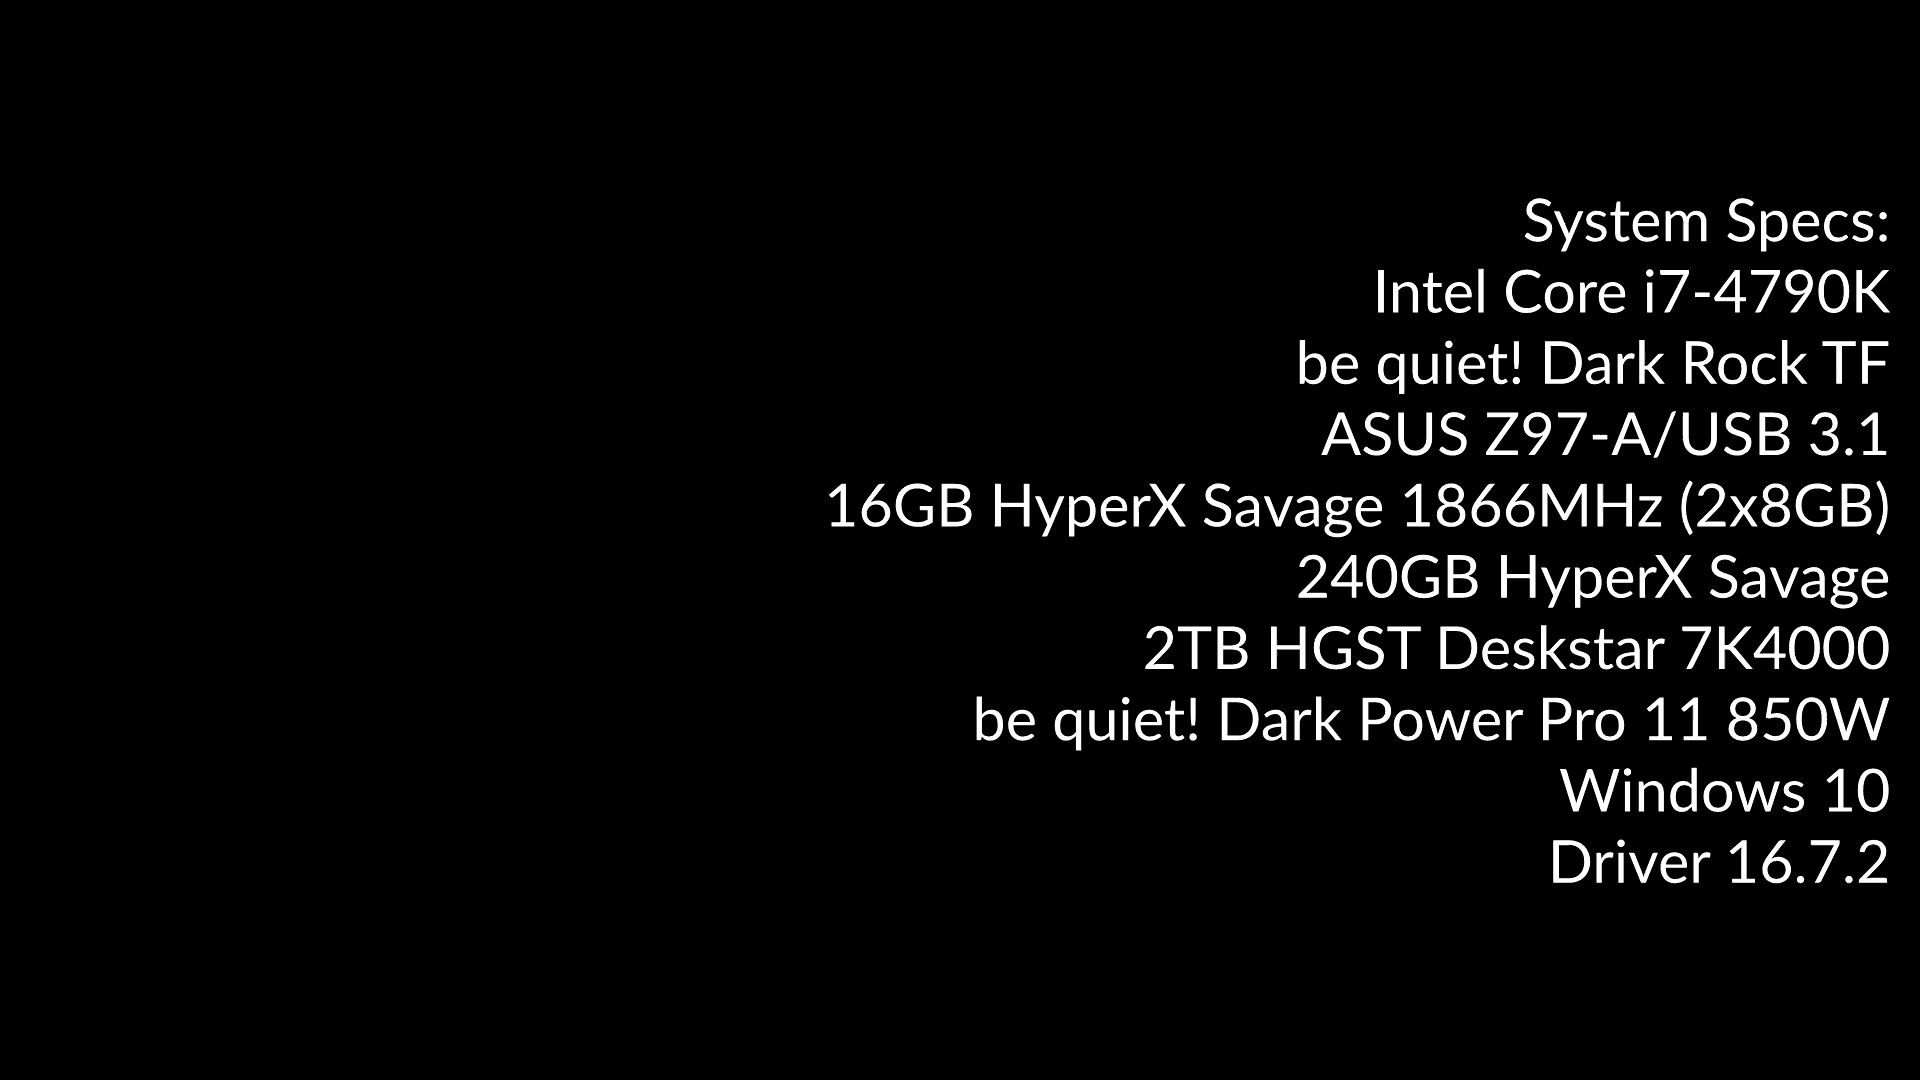 System Specs:
Intel Core i7-4790K
be quiet! Dark Rock TF
ASUS Z97-A/USB 3.1
16GB HyperX Savage 1866MHz (2x8GB)
240GB HyperX Savage
2TB HGST Deskstar 7K4000
be quiet! Dark Power Pro 11 850W
Windows 10
Driver 16.7.2